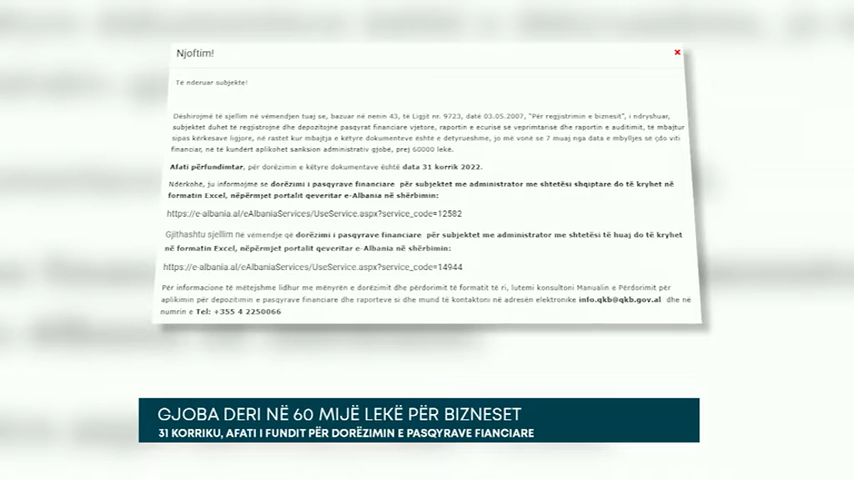 Njoftim!
Të nderuar subjekte!
Dëshirojmë të sjellim në vëmendjen tuaj se, bazuar në nenin 43, të Ligjit nr. 9723, datë 03.05.2007, "Për regjistrimin e biznesit", i ndryshuar,
subjektet duhet të regjistrojnë dhe depozitojnë pasqyrat financiare vjetore, raportin e ecurisë se veprimtarisë dhe raportin e auditimit, të mbajtur
sipas kërkesave ligjore, në rastet kur mbajtja e këtyre dokumenteve është e detyrueshme, jo më vonë se 7 muaj nga data e mbylljes së çdo viti
financiar, në të kundërt aplikohet sanksion administrativ gjobë, prej 60000 lekë.
Afati përfundimtar, për dorëzimin e këtyre dokumentave është data 31 korrik 2022.
Ndërkohë, ju informojmë se dorëzimi i pasqyrave financiare për subjektet me administrator me shtetësi shqiptare do të kryhet në
formatin Excel, nëpërmjet portalit qeveritar e-Albania në shërbimin:
https://e-albania.al/eAlbaniaServices/UseService.aspx?service_code=12582
Gjithashtu sjellim në vëmendje që dorëzimi i pasqyrave financiare për subjektet me administrator me shtetësi të huaj do të kryhet
në formatin Excel, nëpërmjet portalit qeveritar e-Albania në shërbimin:
https://e-albania.al/eAlbaniaServices/UseService.aspx?service_code=14944
Për informacione të mëtejshme lidhur me mënyrën e dorëzimit dhe përdorimit të formatit të ri, lutemi konsultoni Manualin e Përdorimit për
aplikimin për depozitimin e pasqyrave financiare dhe raporteve si dhe mund të kontaktoni në adresën elektronike info.qkb@qkb.gov.al dhe në
numrin e Tel: +355 4 2250066
GJOBA DERI NË 60 MIJË LEKË PËR BIZNESET
31 KORRIKU, AFATI I FUNDIT PËR DORËZIMIN E PASQYRAVE FIANCIARE